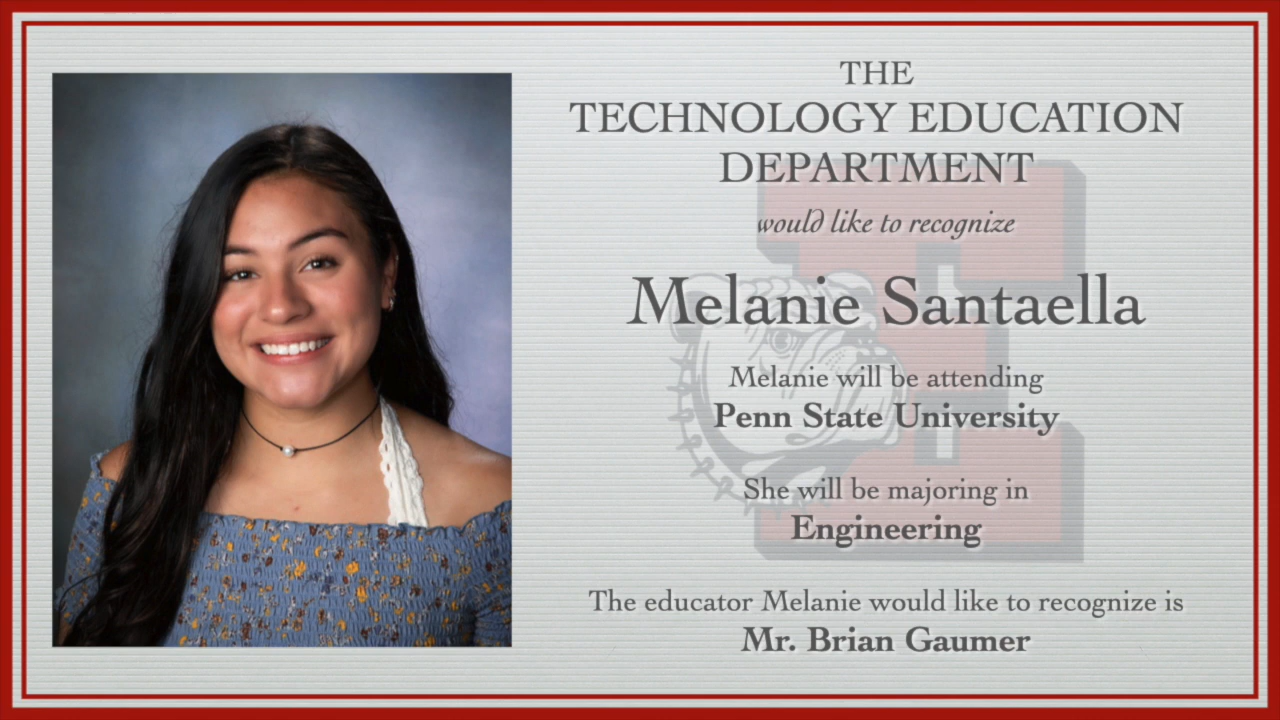 THE
TECHNOLOGY EDUCATION
DEPARTMENT
would like to recognize
Melanie Santaella
Melanie will be attending
Penn State University
She will be majoring in
Engineering
The educator Melanie would like to recognize is
Mr. Brian Gaumer